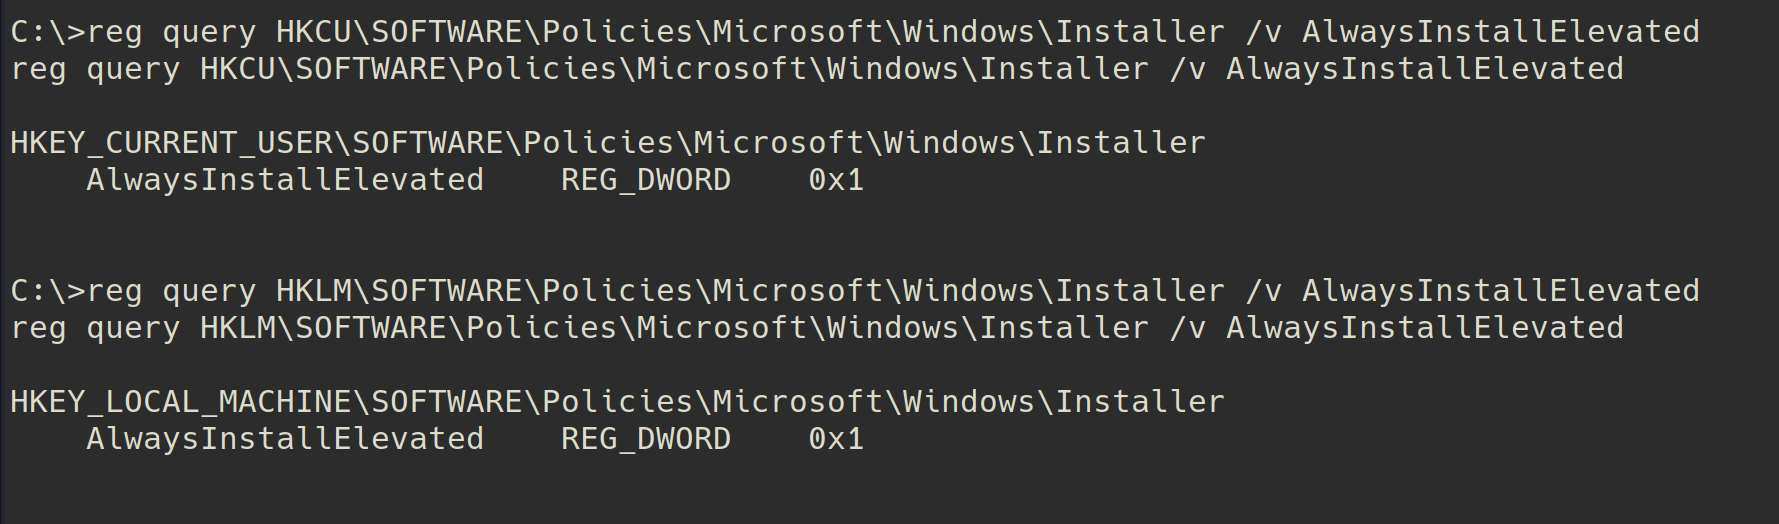 C:\>reg query HKCU\SOFTWARE\Policies\Microsoft\Windows\Installer /v AlwaysInstallElevated
reg query HKCU\SOFTWARE\Policies\Microsoft\Windows\Installer /v AlwaysInstallElevated
HKEY_CURRENT_USER\SOFTWARE\Policies\Microsoft\Windows\Installer
    AlwaysInstallElevated    REG_DWORD    0x1
C:\>reg query HKLM\SOFTWARE\Policies\Microsoft\Windows\Installer /v AlwaysInstallElevated
reg query HKLM\SOFTWARE\Policies\Microsoft\Windows\Installer /v AlwaysInstallElevated
HKEY_LOCAL_MACHINE\SOFTWARE\Policies\Microsoft\Windows\Installer
    AlwaysInstallElevated    REG_DWORD    0x1